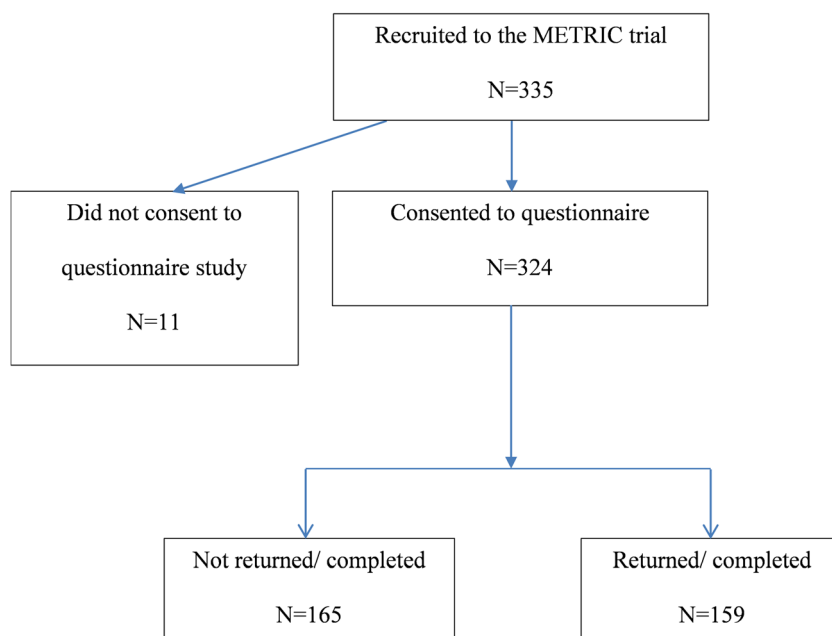 Recruited to the METRIC trial
N=335
Did not consent to
questionnaire study
N=11
Consented to questionnaire
N=324
Not returned/ completed
N=165
Returned/ completed
N=159